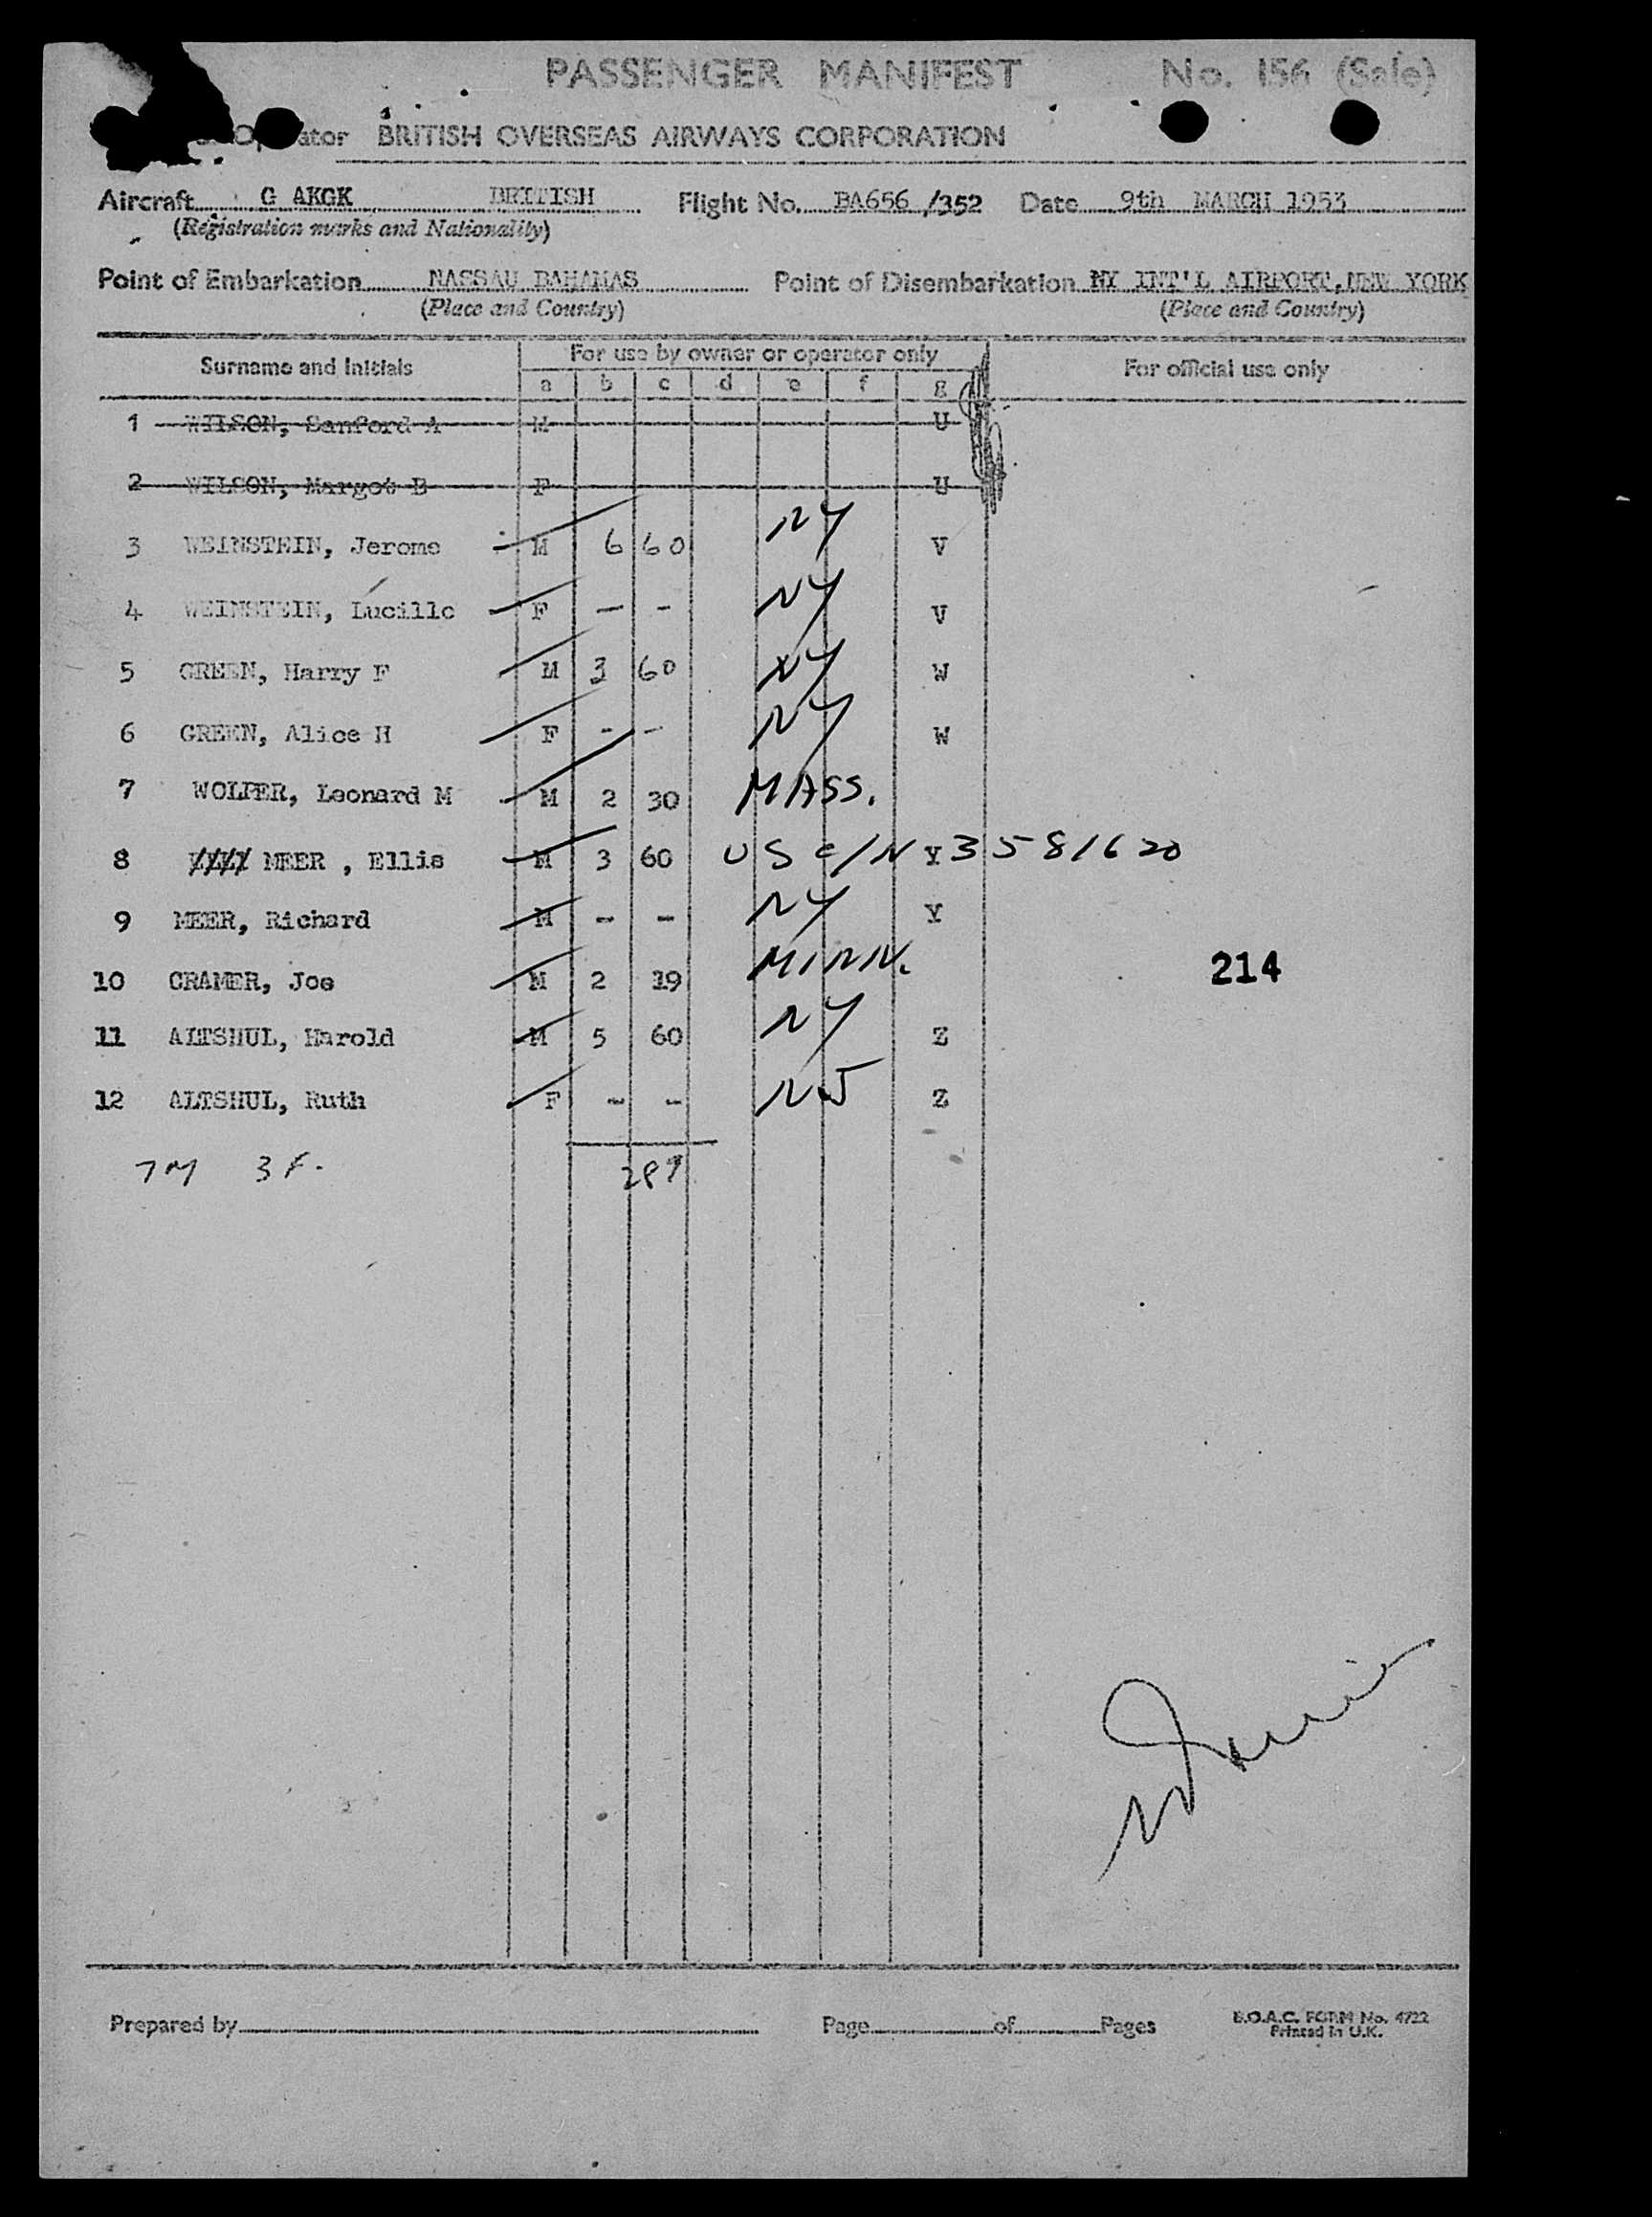 PASSENGER MANIFEST No. 156 (Sale)
BRITISH OVERSEAS AIRWAYS CORPORATION
Aircraft G AKGK BRITISH Flight No. BA656 /352 Date 9th MARCH 1953
(Registration marks and Nationality)
Point of Embarkation NASSAU BAHAMAS Point of Disembarkation NY INT'L AIRPORT, NEW YORK
(Place and Country) (Place and Country)
Surname and Initials For use by owner or operator only For official use only
a b c d e f g
1 WILSON, Sanford A M U
2 WILSON, Margot B F U
3 WEINSTEIN, Jerome M 6 60 NY V
4 WEINSTEIN, Lucille F - - NY V
5 GREEN, Harry F M 3 60 NY W
6 GREEN, Alice H F - - NY W
7 WOLPER, Leonard M M 2 30 MASS.
8 MEER , Ellis M 3 60 US C/N Y 3581620
9 MEER, Richard M - - NY Y
10 CRAMER, Joe M 2 19 MINN.
214
11 ALTSHUL, Harold M 5 60 NY Z
12 ALTSHUL, Ruth F - - NJ Z
7M 3F. 289
Prepared by Page of Pages B.O.A.C. FORM No. 4722
Printed in U.K.